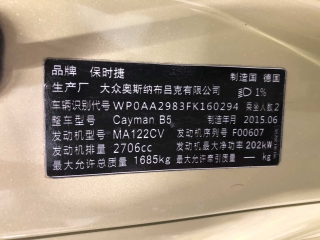 品牌 保时捷 制造国 德国
生产厂 大众奥斯纳布吕克有限公司 1%
车辆识别代号 WP0AA2983FK160294 乘坐人数 2
整车型号 Cayman B6 制造年月 2015.06
发动机型号 MA122CV 发动机序列号 F00607
发动机排量 2706cc 发动机最大净功率 202kW
最大允许总质量 1685kg 最大允许牵引质量 — kg